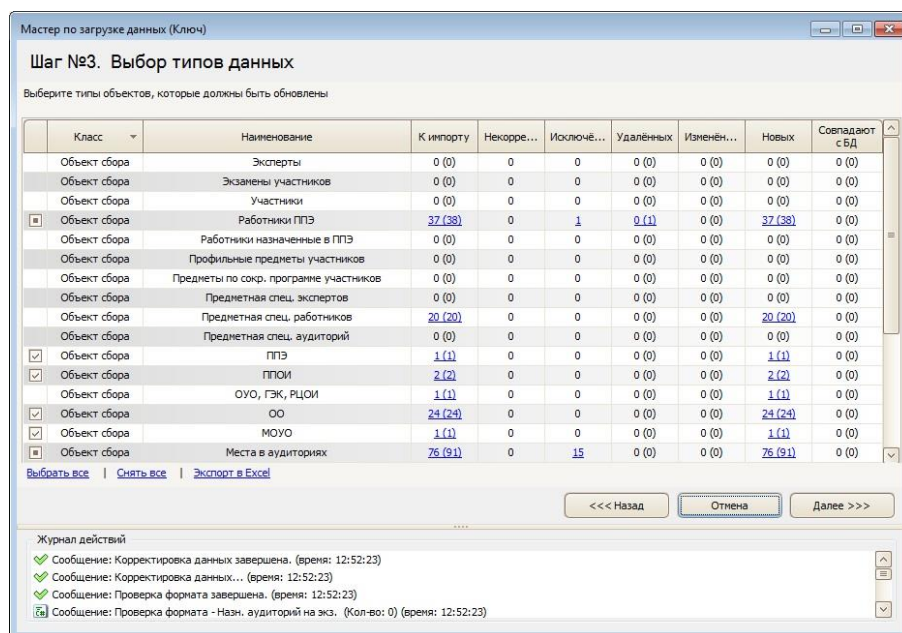 Мастер по загрузке данных (Ключ)
Шаг №3. Выбор типов данных
Выберите типы объектов, которые должны быть обновлены
Класс Наименование К импорту Некорре... Исключё... Удалённых Изменён... Новых Совпадают с БД
Объект сбора Эксперты 0 (0) 0 0 0 (0) 0 (0) 0 (0) 0 (0)
Объект сбора Экзамены участников 0 (0) 0 0 0 (0) 0 (0) 0 (0) 0 (0)
Объект сбора Участники 0 (0) 0 0 0 (0) 0 (0) 0 (0) 0 (0)
Объект сбора Работники ППЭ 37 (38) 0 1 0 (1) 0 (0) 37 (38) 0 (0)
Объект сбора Работники назначенные в ППЭ 0 (0) 0 0 0 (0) 0 (0) 0 (0) 0 (0)
Объект сбора Профильные предметы участников 0 (0) 0 0 0 (0) 0 (0) 0 (0) 0 (0)
Объект сбора Предметы по сокр. программе участников 0 (0) 0 0 0 (0) 0 (0) 0 (0) 0 (0)
Объект сбора Предметная спец. экспертов 0 (0) 0 0 0 (0) 0 (0) 0 (0) 0 (0)
Объект сбора Предметная спец. работников 20 (20) 0 0 0 (0) 0 (0) 20 (20) 0 (0)
Объект сбора Предметная спец. аудиторий 0 (0) 0 0 0 (0) 0 (0) 0 (0) 0 (0)
Объект сбора ППЭ 1 (1) 0 0 0 (0) 0 (0) 1 (1) 0 (0)
Объект сбора ППОИ 2 (2) 0 0 0 (0) 0 (0) 2 (2) 0 (0)
Объект сбора ОУО, ГЭК, РЦОИ 1 (1) 0 0 0 (0) 0 (0) 1 (1) 0 (0)
Объект сбора ОО 24 (24) 0 0 0 (0) 0 (0) 24 (24) 0 (0)
Объект сбора МОУО 1 (1) 0 0 0 (0) 0 (0) 1 (1) 0 (0)
Объект сбора Места в аудиториях 76 (91) 0 15 0 (0) 0 (0) 76 (91) 0 (0)
Выбрать все | Снять все | Экспорт в Excel
<<< Назад Отмена Далее >>>
Журнал действий
Сообщение: Корректировка данных завершена. (время: 12:52:23)
Сообщение: Корректировка данных... (время: 12:52:23)
Сообщение: Проверка формата завершена. (время: 12:52:23)
Сообщение: Проверка формата - Назн. аудиторий на экз. (Кол-во: 0) (время: 12:52:23)